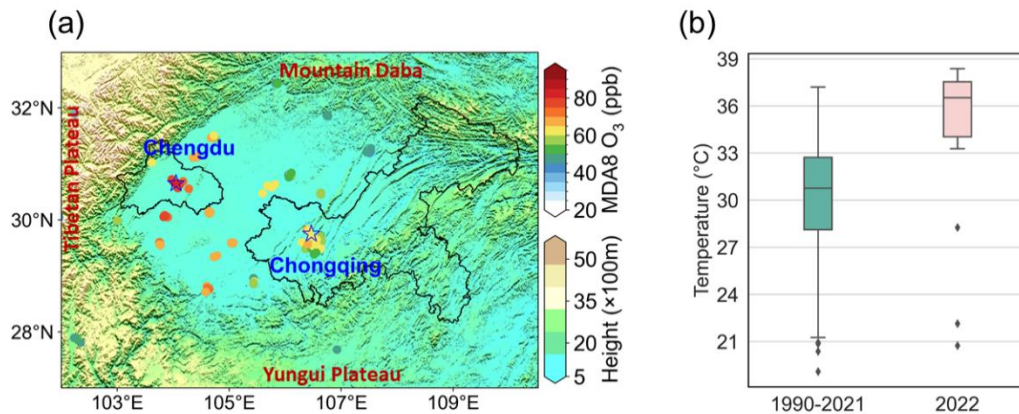 (a)
Mountain Daba
Chengdu
Chongqing
Tibetan Plateau
Yungui Plateau
32°N
30°N
28°N
103°E
105°E
107°E
109°E
80
60
40
20
MDA8 O₃ (ppb)
50
35
20
5
Height (×100m)
(b)
39
36
33
30
27
24
21
Temperature (°C)
1990-2021
2022